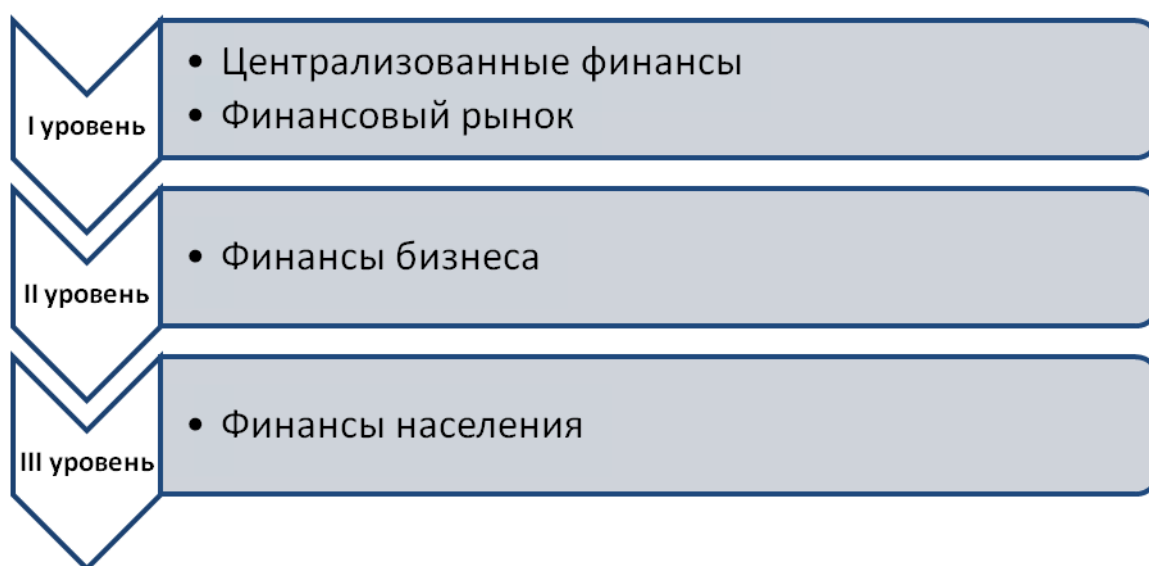 I уровень
• Централизованные финансы
• Финансовый рынок
II уровень
• Финансы бизнеса
III уровень
• Финансы населения